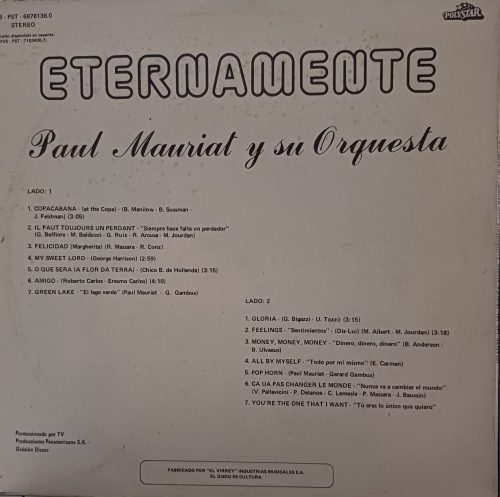 PST - 6878136.0
STEREO
POLYSTAR
ETERNAMENTE
Paul Mauriat y su Orquesta
LADO: 1
1. COPACABANA - (at the Copa) - (B. Manilow - B. Sussman -
J. Feldman) (3:05)
2. IL FAUT TOUJOURS UN PERDANT - "Siempre hace falta un perdedor"
(G. Belfiore - M. Balducci - G. Ruiz - R. Arcusa - M. Jourdan)
3. FELICIDAD (Margherita) - (R. Massara - R. Conz)
4. MY SWEET LORD - (George Harrison) (2:59)
5. O QUE SERA (A FLOR DA TERRA) - (Chico B. de Hollanda) (3:15)
6. AMIGO - (Roberto Carlos - Erasmo Carlos) (4:10)
7. GREEN LAKE - "El lago verde" (Paul Mauriat - G. Gambus)
LADO: 2
1. GLORIA - (G. Bigazzi - U. Tozzi) (3:15)
2. FEELINGS - "Sentimientos" - (Dis-Lui) (M. Albert - M. Jourdan) (3:18)
3. MONEY, MONEY, MONEY - "Dinero, dinero, dinero" (B. Anderson -
B. Ulvaeus)
4. ALL BY MYSELF - "Todo por mi mismo" (E. Carmen)
5. POP HORN - (Paul Mauriat - Gerard Gambus)
6. CA UA PAS CHANGER LE MONDE - "Nunca va a cambiar el mundo"
(V. Pallavicini - P. Delanoe - C. Lemesle - P. Massara - J. Baussin)
7. YOU'RE THE ONE THAT I WANT - "Tú eres lo único que quiero"
Promocionado por TV
Producciones Panamericana S.A. -
División Discos
FABRICADO POR "EL VIRREY" INDUSTRIAS MUSICALES S.A.
EL DISCO ES CULTURA